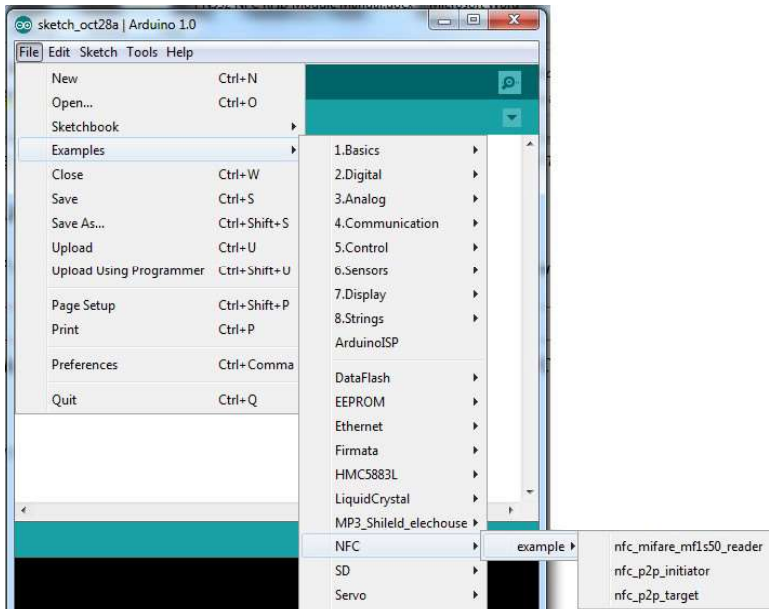 sketch_oct28a | Arduino 1.0
File Edit Sketch Tools Help
New Ctrl+N
Open... Ctrl+O
Sketchbook
Examples
Close Ctrl+W
Save Ctrl+S
Save As... Ctrl+Shift+S
Upload Ctrl+U
Upload Using Programmer Ctrl+Shift+U
Page Setup Ctrl+Shift+P
Print Ctrl+P
Preferences Ctrl+Comma
Quit Ctrl+Q
1.Basics
2.Digital
3.Analog
4.Communication
5.Control
6.Sensors
7.Display
8.Strings
ArduinoISP
DataFlash
EEPROM
Ethernet
Firmata
HMC5883L
LiquidCrystal
MP3_Shileld_elechouse
NFC
SD
Servo
example
nfc_mifare_mf1s50_reader
nfc_p2p_initiator
nfc_p2p_target